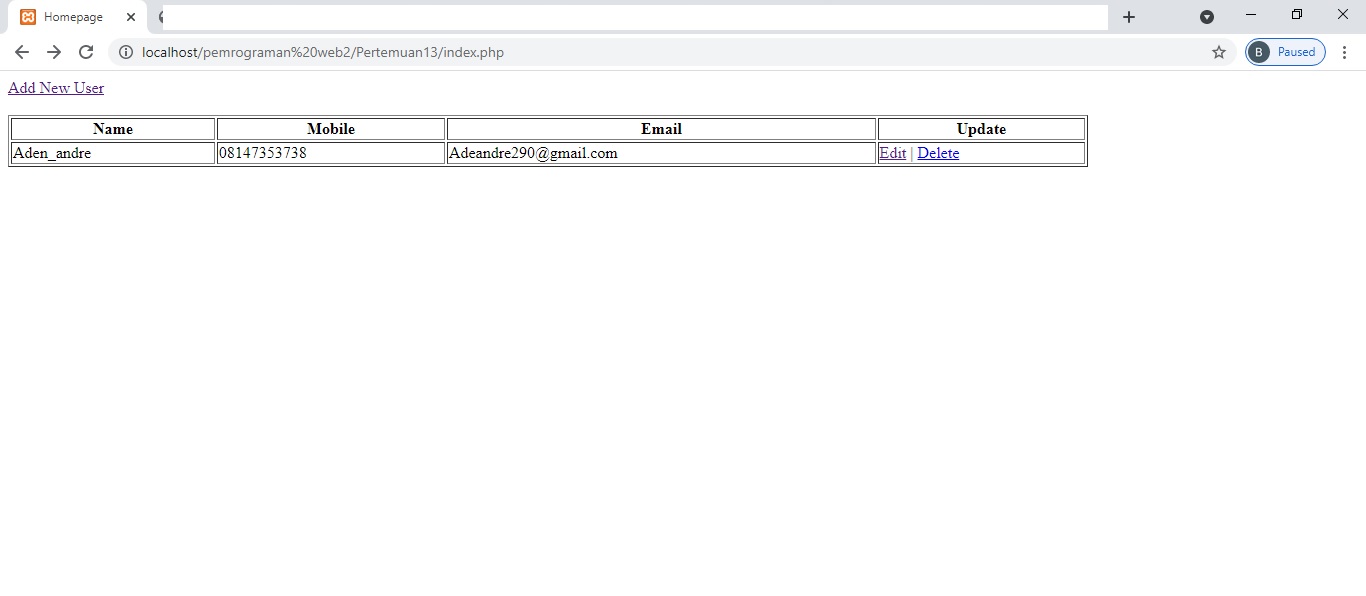 Homepage
localhost/pemrograman%20web2/Pertemuan13/index.php B Paused
Add New User
Name Mobile Email Update
Aden_andre 08147353738 Adeandre290@gmail.com Edit | Delete